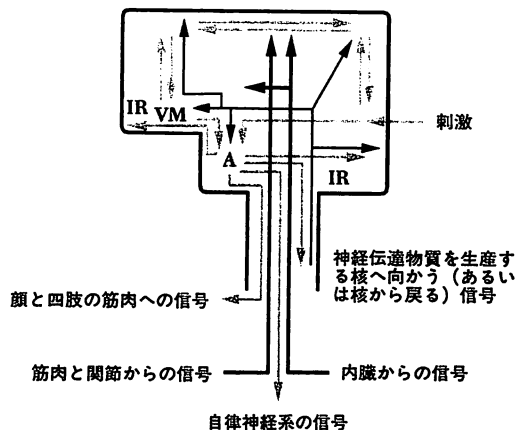 IR VM
刺激
A
IR
神経伝達物質を生産す
る核へ向かう（あるい
は核から戻る）信号
顔と四肢の筋肉への信号
筋肉と関節からの信号
内臓からの信号
自律神経系の信号